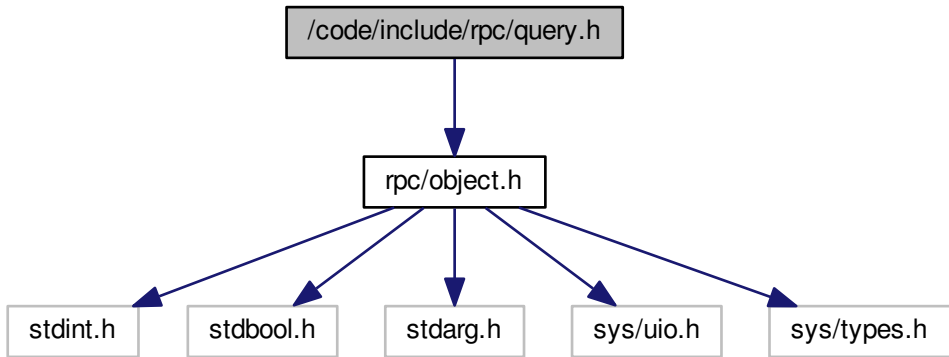 /code/include/rpc/query.h
rpc/object.h
stdint.h
stdbool.h
stdarg.h
sys/uio.h
sys/types.h